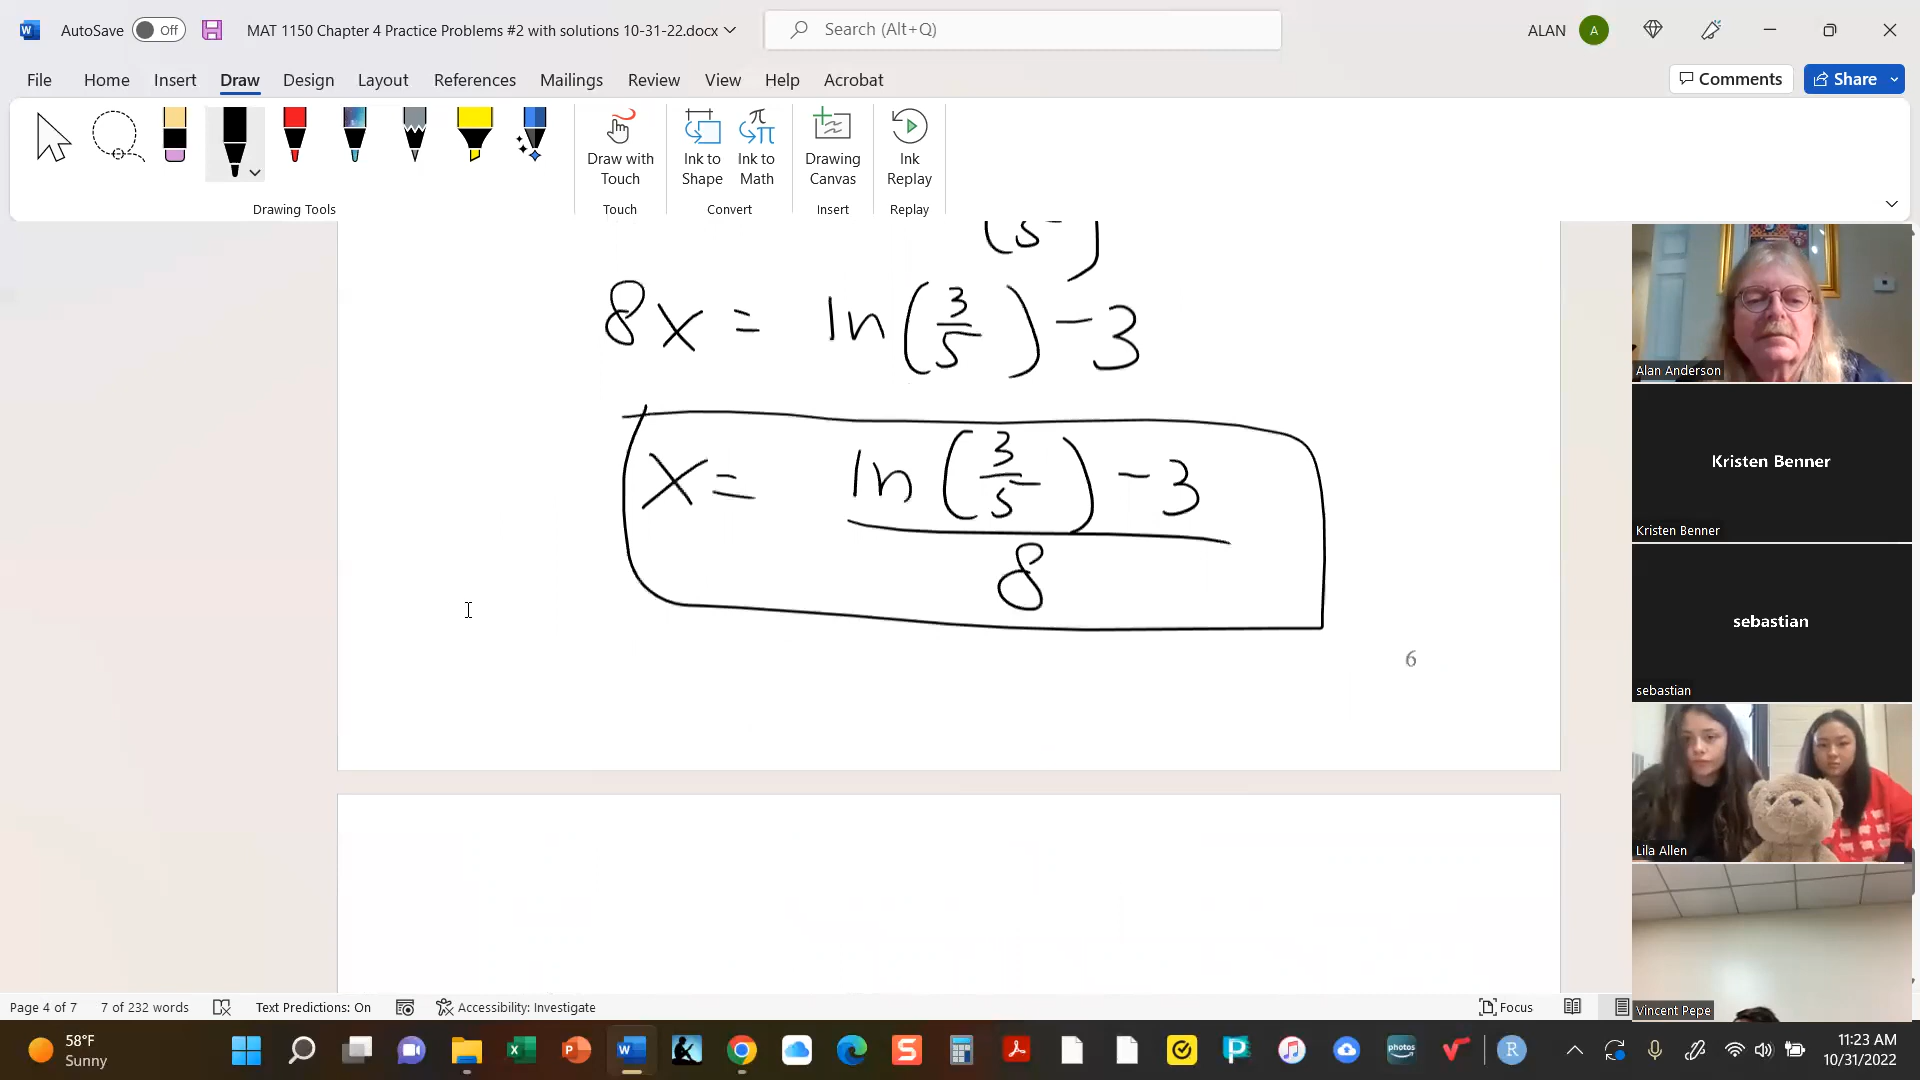 AutoSave Off MAT 1150 Chapter 4 Practice Problems #2 with solutions 10-31-22.docx Search (Alt+Q) ALAN A
File Home Insert Draw Design Layout References Mailings Review View Help Acrobat Comments Share
Draw with Touch
Ink to Shape
Ink to Math
Drawing Canvas
Ink Replay
Drawing Tools Touch Convert Insert Replay
8x = ln(3/5) - 3
x = (ln(3/5) - 3)/8
6
Alan Anderson
Kristen Benner
Kristen Benner
sebastian
sebastian
Lila Allen
Vincent Pepe
Page 4 of 7 7 of 232 words Text Predictions: On Accessibility: Investigate Focus
58°F
Sunny
photos
R
11:23 AM
10/31/2022